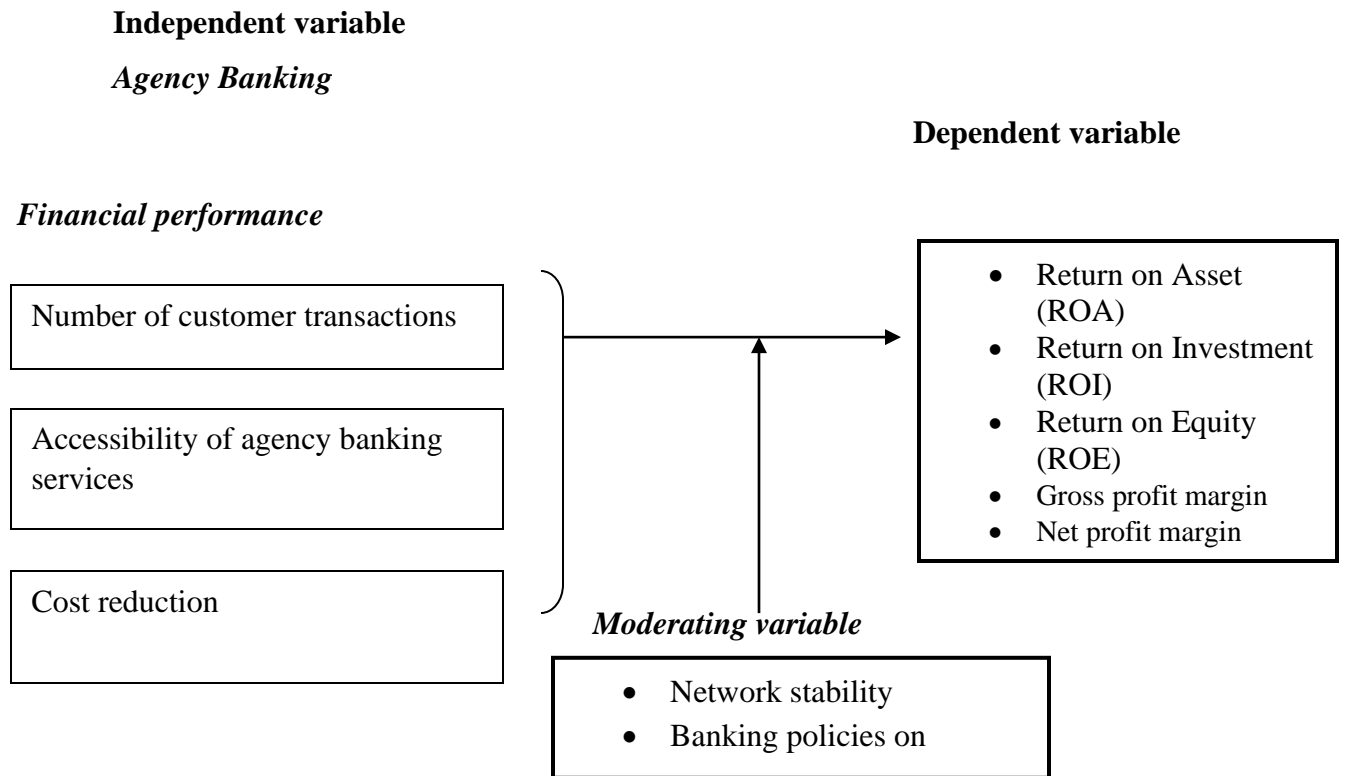 Independent variable
Agency Banking
Dependent variable
Financial performance
Number of customer transactions
Accessibility of agency banking
services
Cost reduction
• Return on Asset
(ROA)
• Return on Investment
(ROI)
• Return on Equity
(ROE)
• Gross profit margin
• Net profit margin
Moderating variable
• Network stability
• Banking policies on